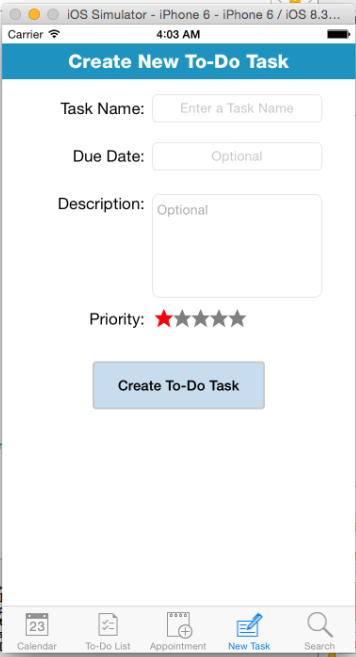 iOS Simulator - iPhone 6 - iPhone 6 / iOS 8.3...
Carrier 4:03 AM
Create New To-Do Task
Task Name: Enter a Task Name
Due Date: Optional
Description: Optional
Priority:
Create To-Do Task
23
Calendar To-Do List Appointment New Task Search